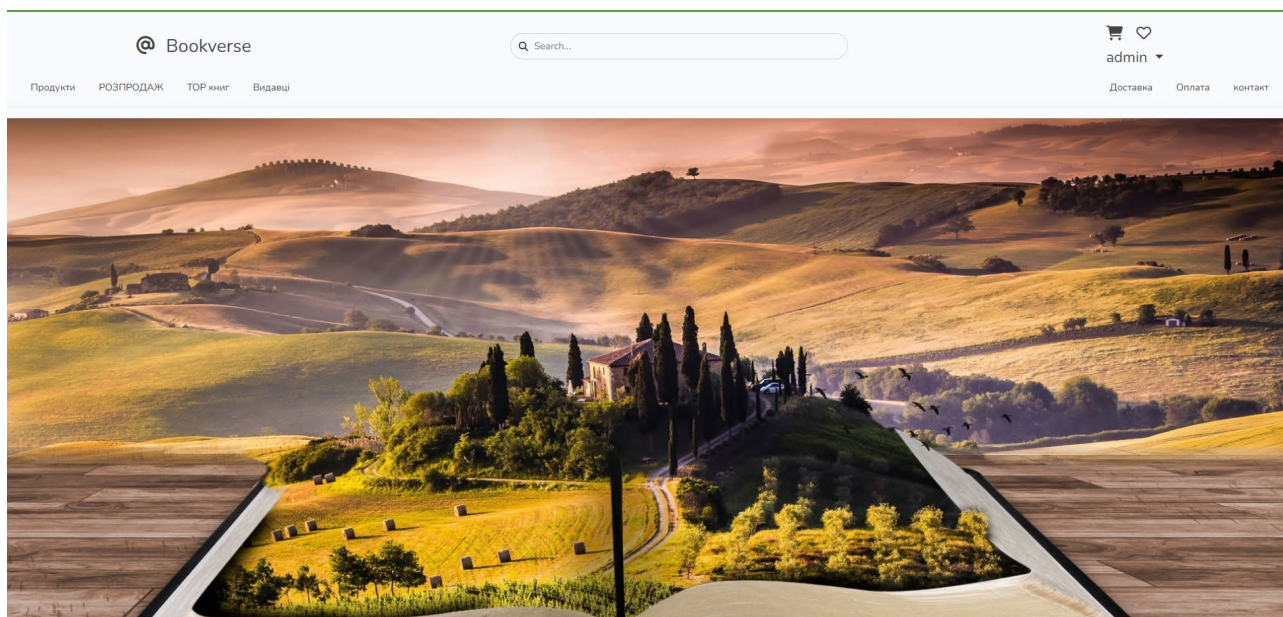 @ Bookverse
Search...
admin
Продукти РОЗПРОДАЖ TOP книг Видавці
Доставка Оплата контакт